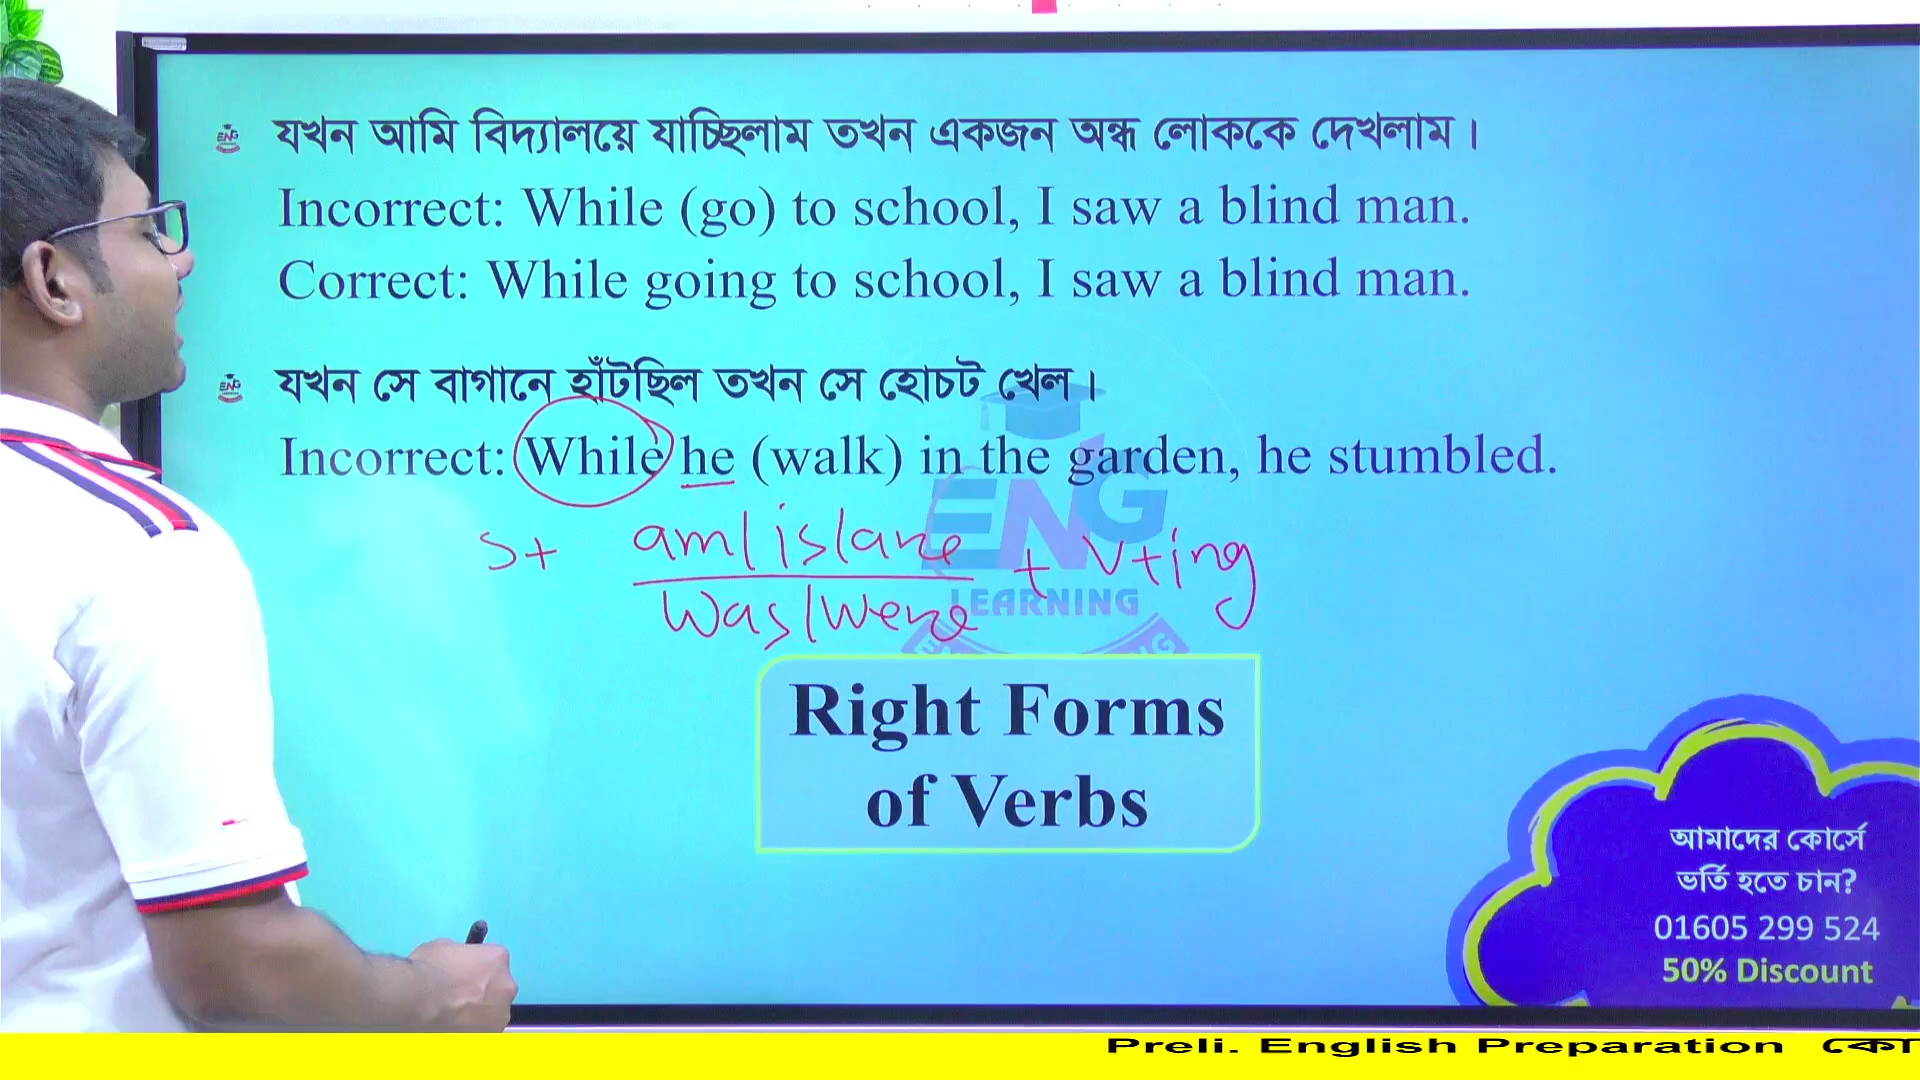 যখন আমি বিদ্যালয়ে যাচ্ছিলাম তখন একজন অন্ধ লোককে দেখলাম।
Incorrect: While (go) to school, I saw a blind man.
Correct: While going to school, I saw a blind man.
যখন সে বাগানে হাঁটছিল তখন সে হোচট খেল।
Incorrect: While he (walk) in the garden, he stumbled.
S+ am/is/are + V+ing
was/were
ENG
LEARNING
Right Forms
of Verbs
আমাদের কোর্সে
ভর্তি হতে চান?
01605 299 524
50% Discount
Preli. English Preparation